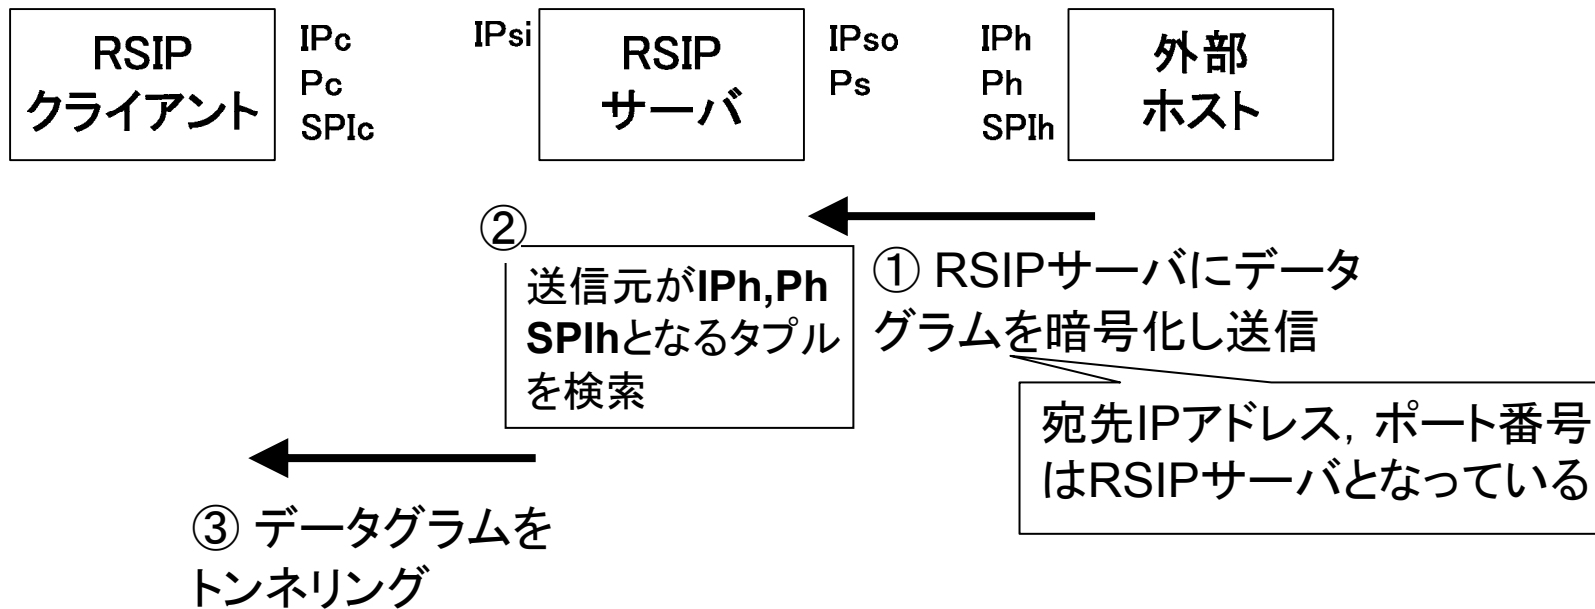 RSIP
クライアント
IPc
Pc
SPIc
IPsi
RSIP
サーバ
IPso
Ps
IPh
Ph
SPIh
外部
ホスト
②
送信元がIPh,Ph
SPIhとなるタプル
を検索
① RSIPサーバにデータ
グラムを暗号化し送信
宛先IPアドレス, ポート番号
はRSIPサーバとなっている
③ データグラムを
トンネリング